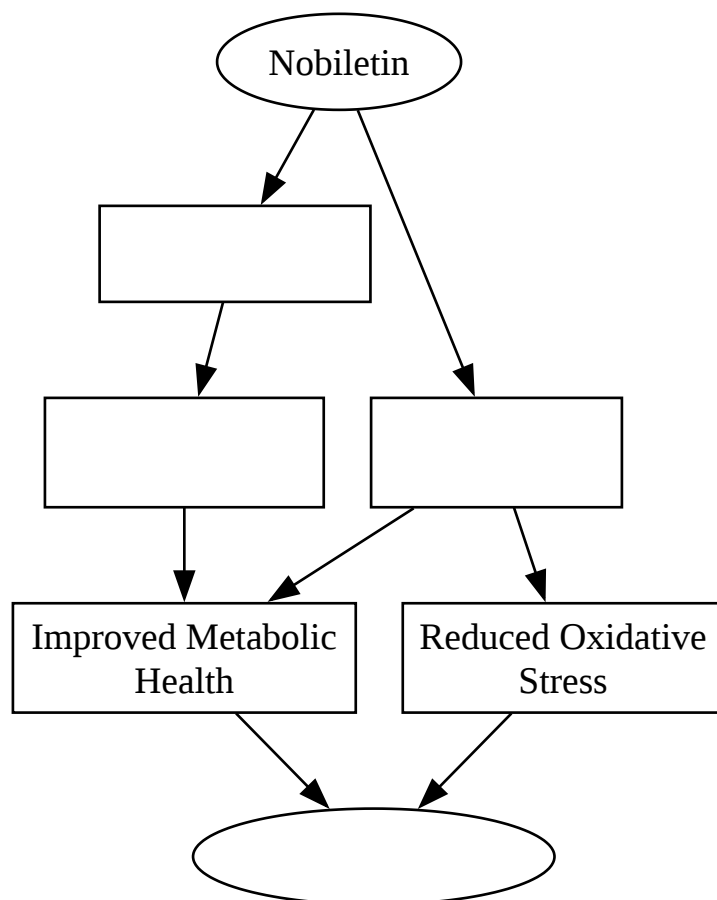 Nobiletin
Improved Metabolic
Health
Reduced Oxidative
Stress